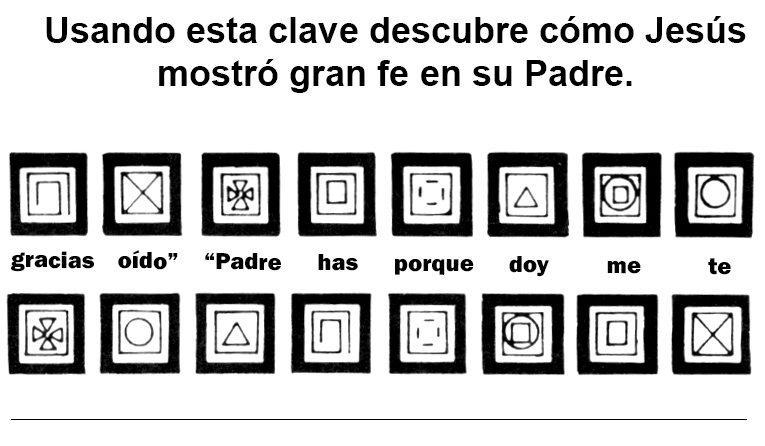 Usando esta clave descubre cómo Jesús
mostró gran fe en su Padre.
gracias oído” “Padre has porque doy me te